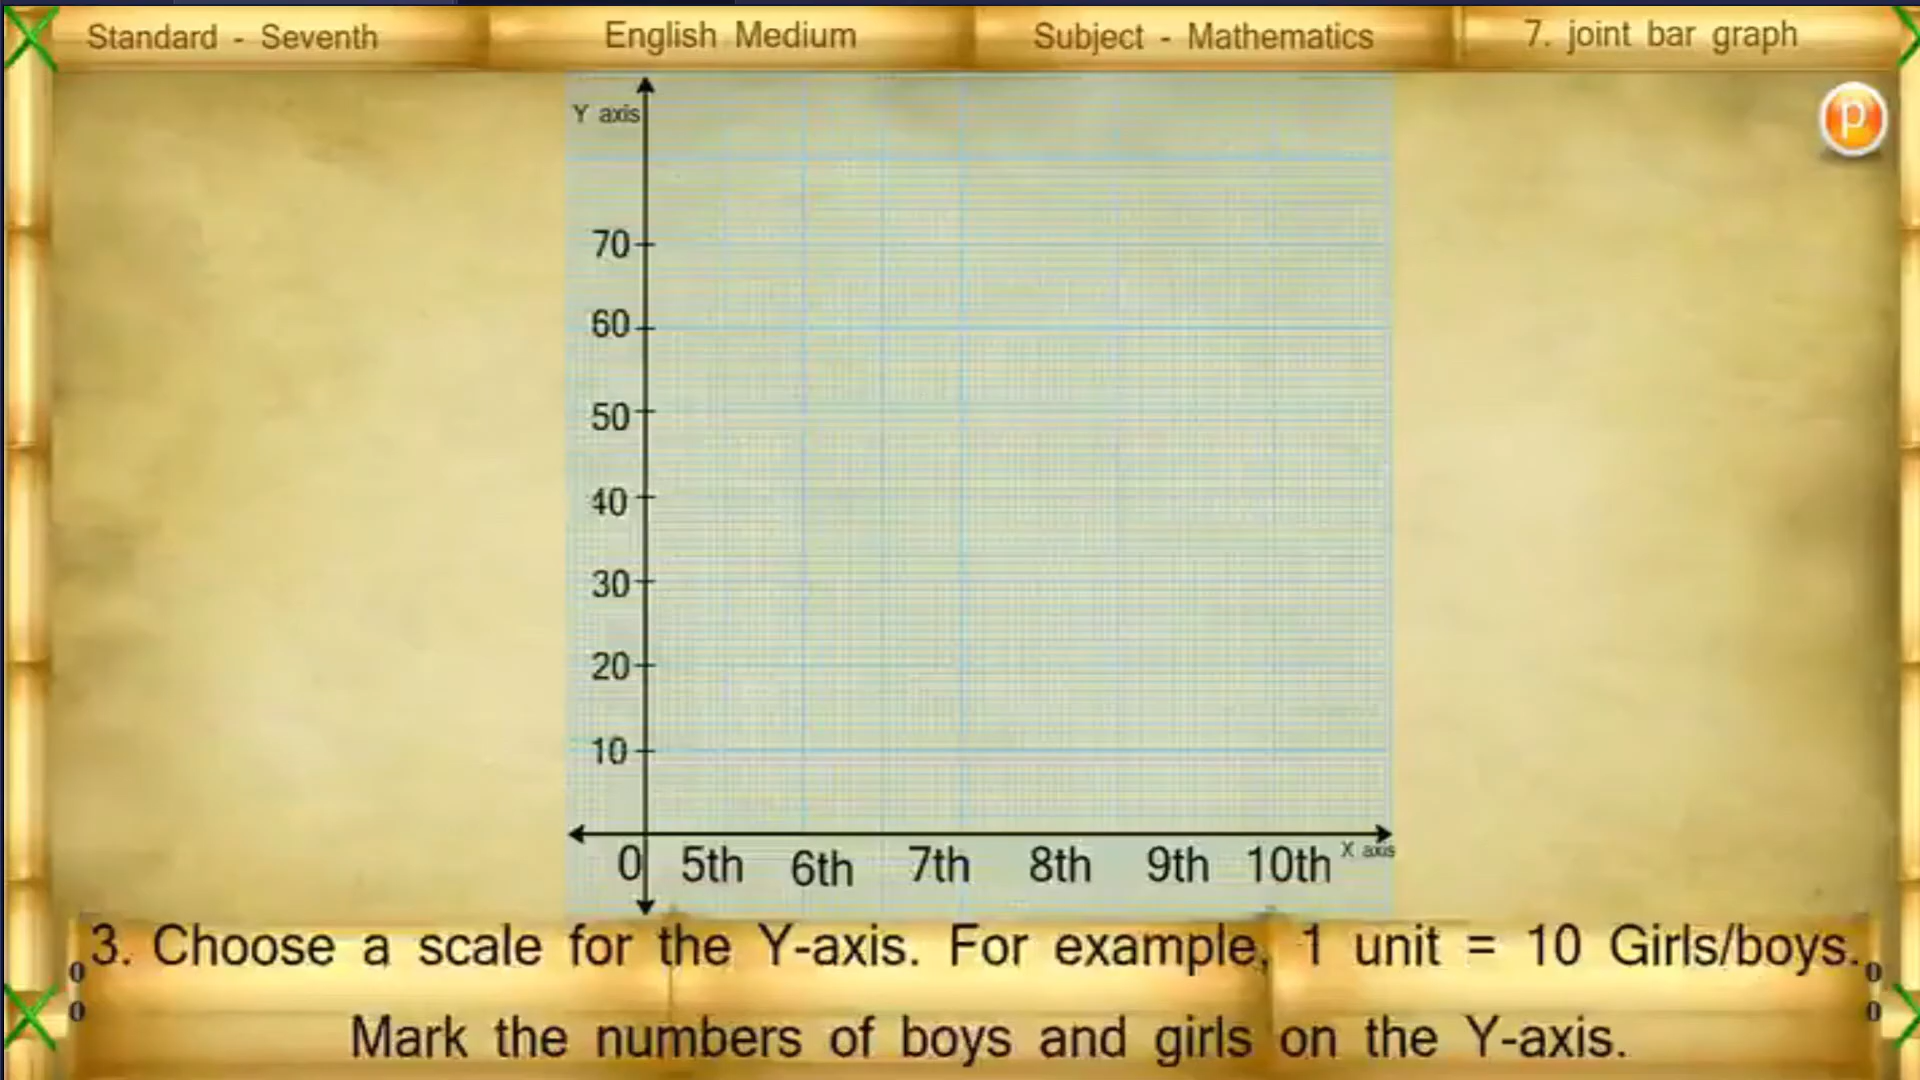 Standard - Seventh
English Medium
Subject - Mathematics
7. joint bar graph
p
Y axis
70
60
50
40
30
20
10
0 5th 6th 7th 8th 9th 10th X axis
3. Choose a scale for the Y-axis. For example, 1 unit = 10 Girls/boys.
Mark the numbers of boys and girls on the Y-axis.